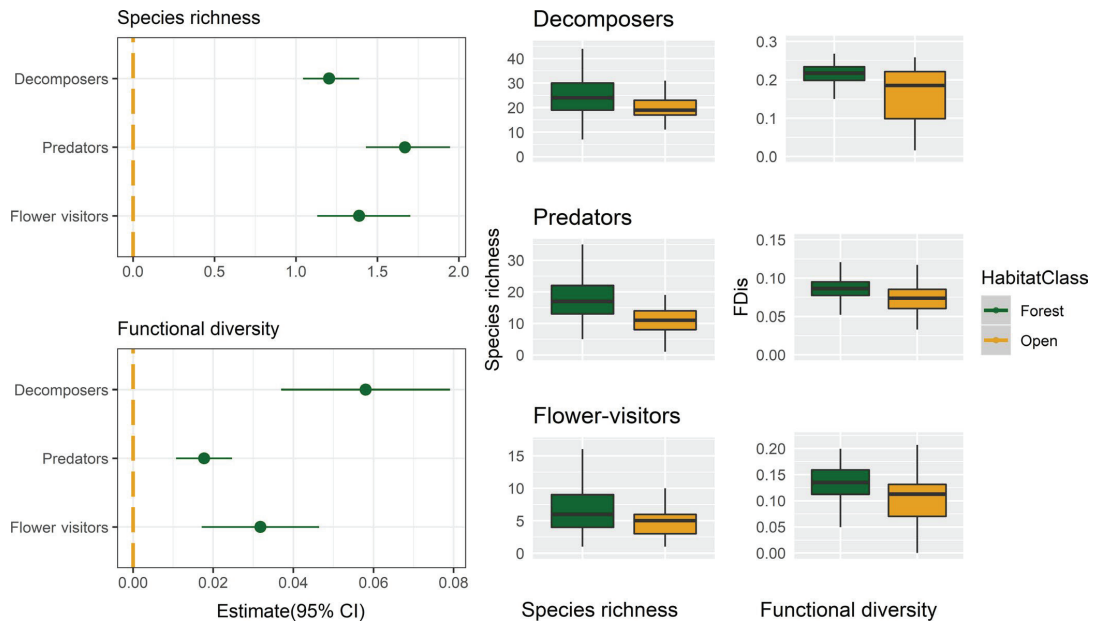 Species richness
Decomposers
Predators
Flower visitors
0.0 0.5 1.0 1.5 2.0
Functional diversity
Decomposers
Predators
Flower visitors
0.00 0.02 0.04 0.06 0.08
Estimate(95% CI)
Decomposers
40
30
20
10
0
0.3
0.2
0.1
0.0
Predators
Species richness
30
20
10
0
FDis
0.15
0.10
0.05
0.00
Flower-visitors
15
10
5
0
0.20
0.15
0.10
0.05
0.00
Species richness
Functional diversity
HabitatClass
Forest
Open